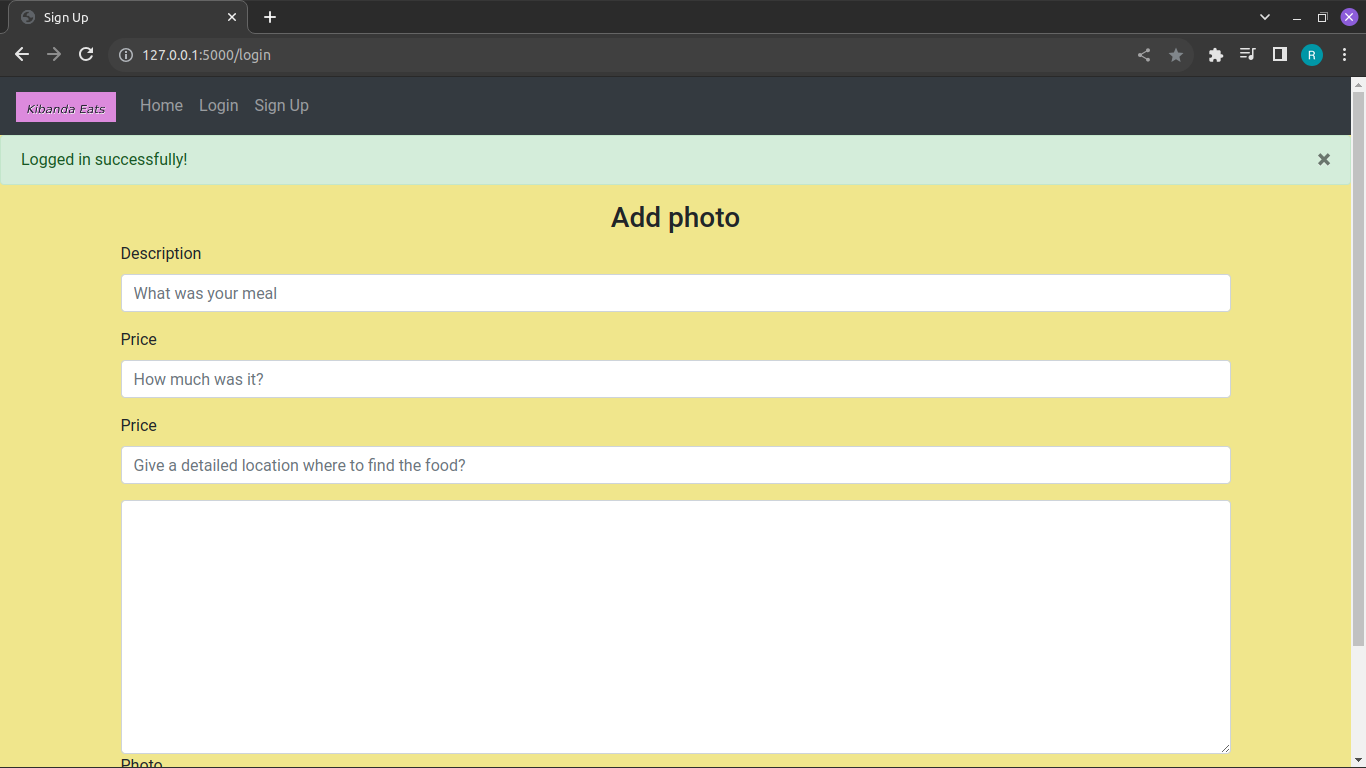 Sign Up
127.0.0.1:5000/login
R
Kibanda Eats
Home Login Sign Up
Logged in successfully!
Add photo
Description
What was your meal
Price
How much was it?
Price
Give a detailed location where to find the food?
Photo